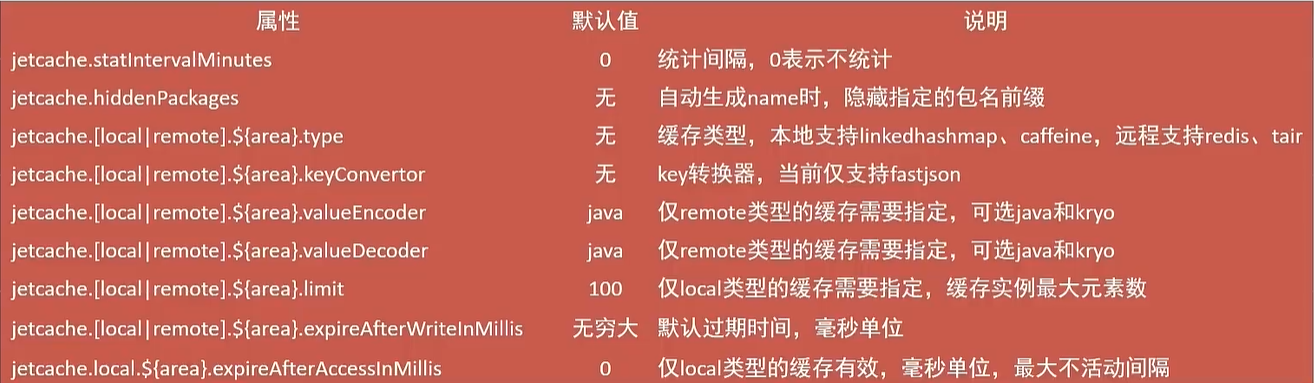 属性 默认值 说明
jetcache.statIntervalMinutes 0 统计间隔，0表示不统计
jetcache.hiddenPackages 无 自动生成name时，隐藏指定的包名前缀
jetcache.[local|remote].${area}.type 无 缓存类型，本地支持linkedhashmap、caffeine，远程支持redis、tair
jetcache.[local|remote].${area}.keyConvertor 无 key转换器，当前仅支持fastjson
jetcache.[local|remote].${area}.valueEncoder java 仅remote类型的缓存需要指定，可选java和kryo
jetcache.[local|remote].${area}.valueDecoder java 仅remote类型的缓存需要指定，可选java和kryo
jetcache.[local|remote].${area}.limit 100 仅local类型的缓存需要指定，缓存实例最大元素数
jetcache.[local|remote].${area}.expireAfterWriteInMillis 无穷大 默认过期时间，毫秒单位
jetcache.local.${area}.expireAfterAccessInMillis 0 仅local类型的缓存有效，毫秒单位，最大不活动间隔